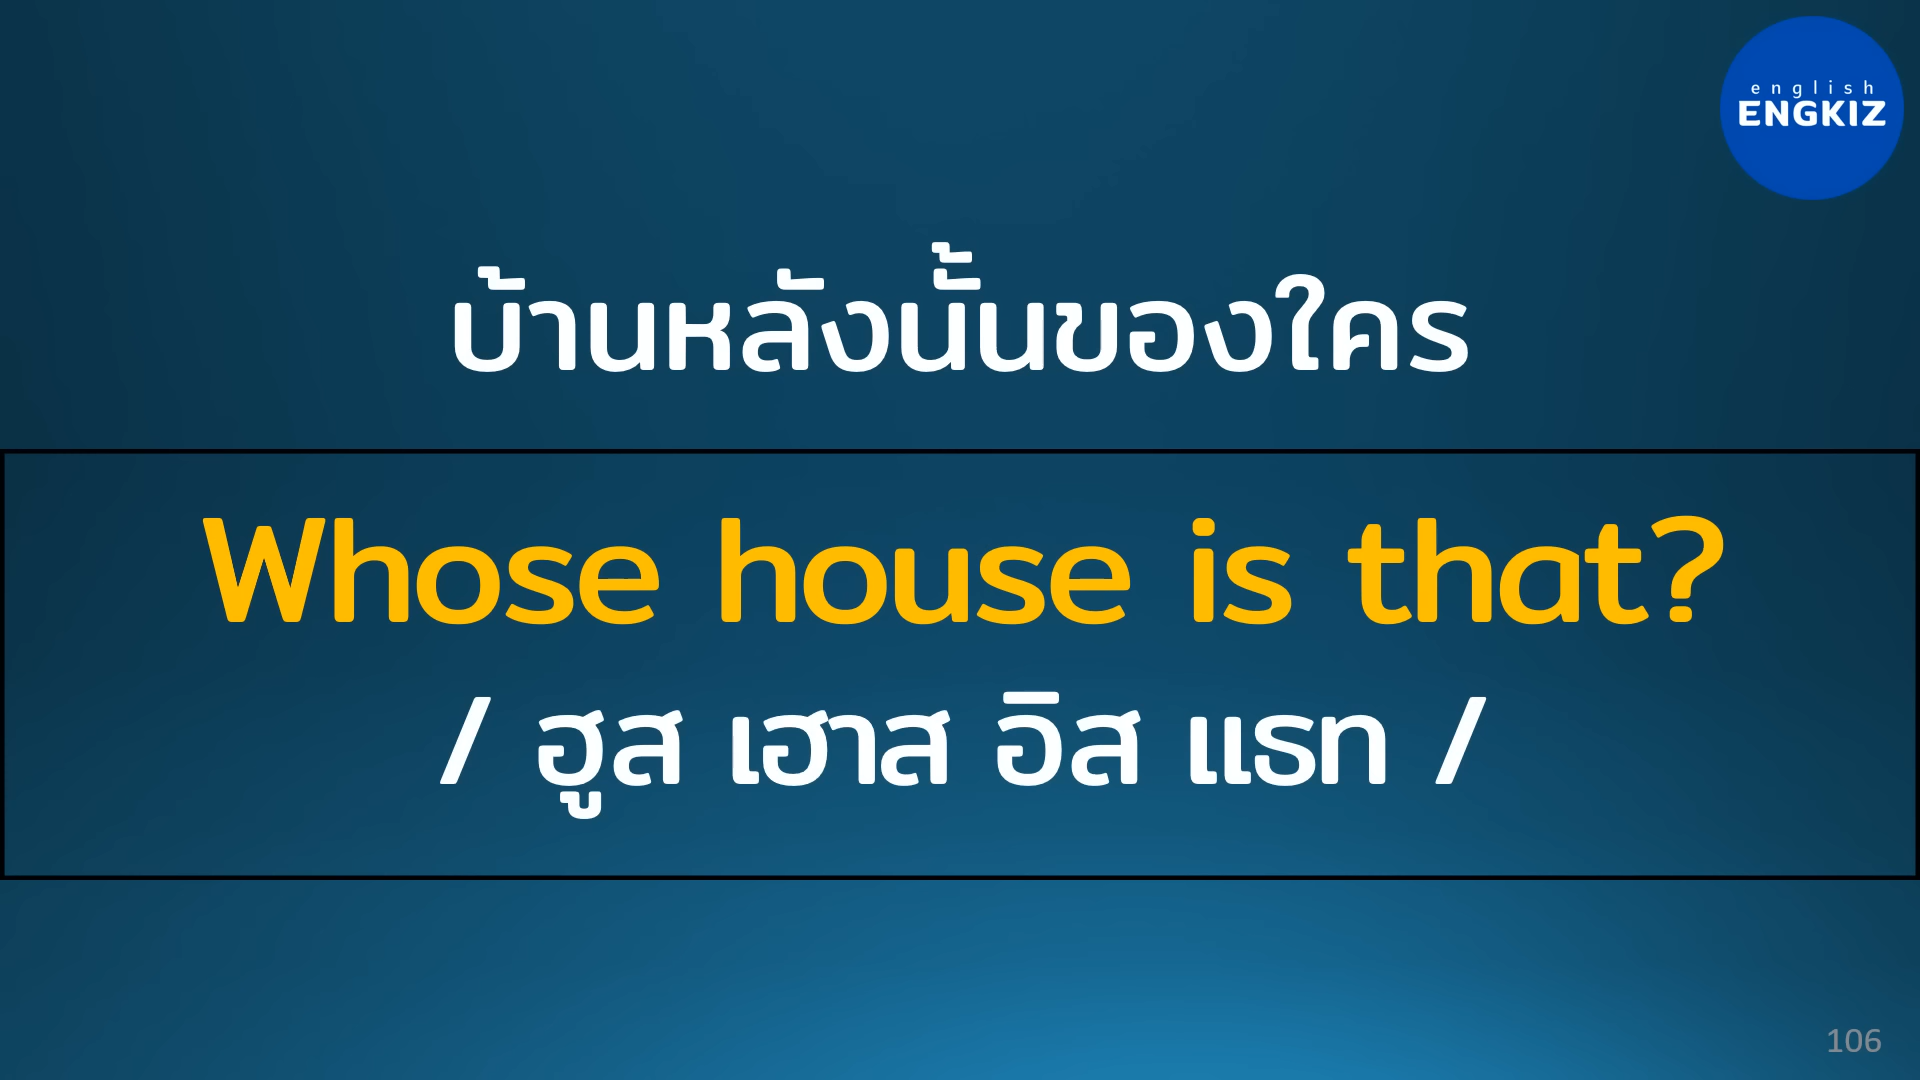 english
ENGKIZ
บ้านหลังนั้นของใคร
Whose house is that?
/ ฮูส เฮาส อิส แธท /
106